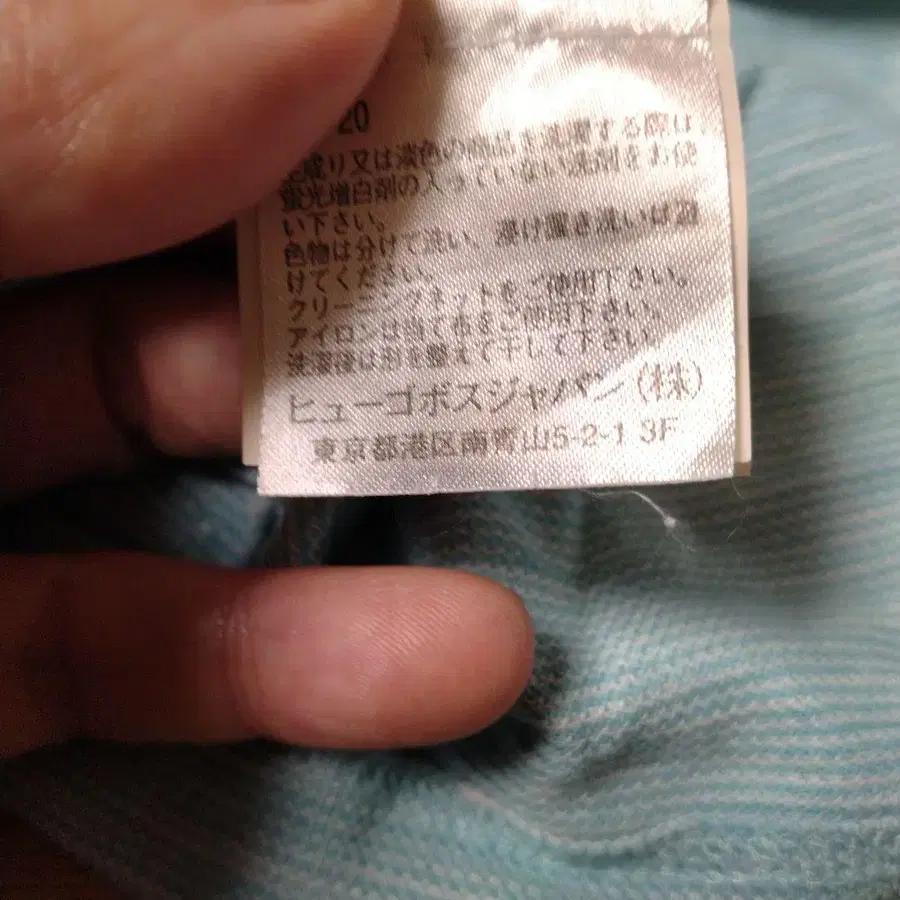 20
生成り又は淡色の商品を洗濯する際は
蛍光増白剤の入っていない洗剤をお使
い下さい。
色物は分けて洗い、浸け置き洗いは避
けてください。
クリーニングネットをご使用下さい。
アイロンは当て布をご使用下さい。
洗濯後は形を整えて干して下さい。
ヒューゴボスジャパン(株)
東京都港区南青山5-2-1 3F